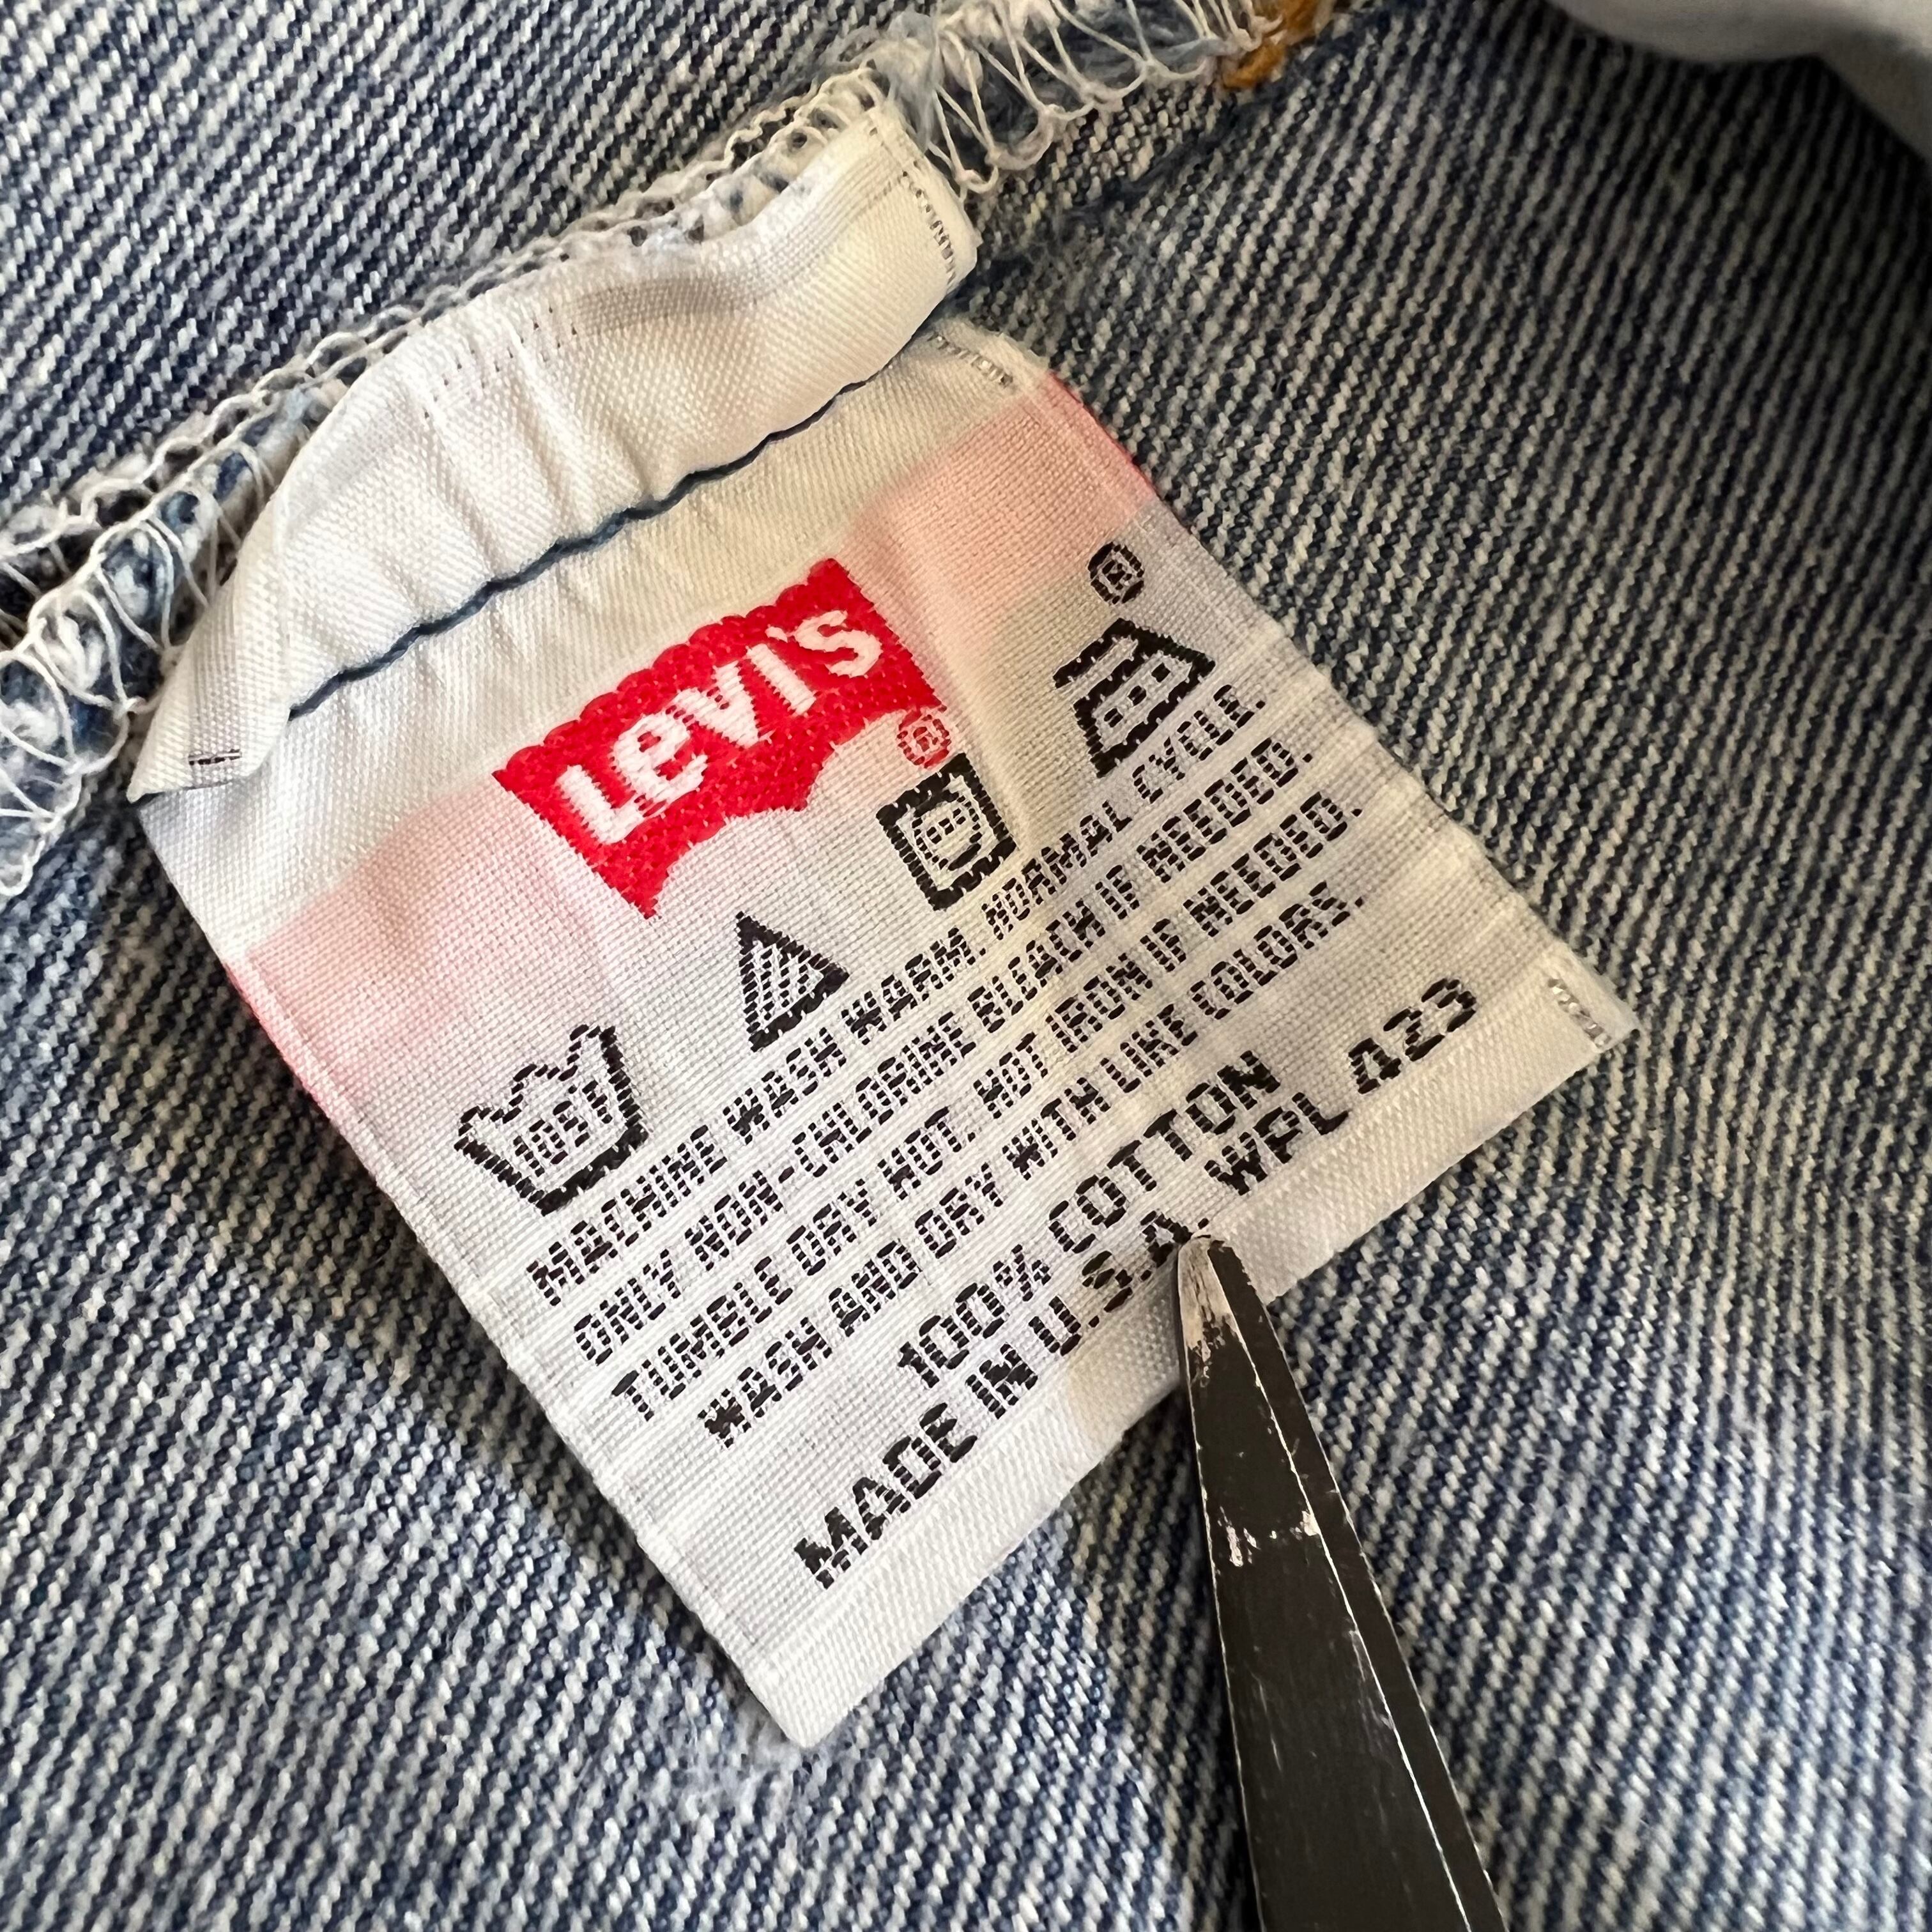 Levi's ®
®
105F
MACHINE WASH WARM. NORMAL CYCLE.
ONLY NON-CHLORINE BLEACH IF NEEDED.
TUMBLE DRY HOT. HOT IRON IF NEEDED.
WASH AND DRY WITH LIKE COLORS.
100% COTTON
MADE IN U.S.A. WPL 423